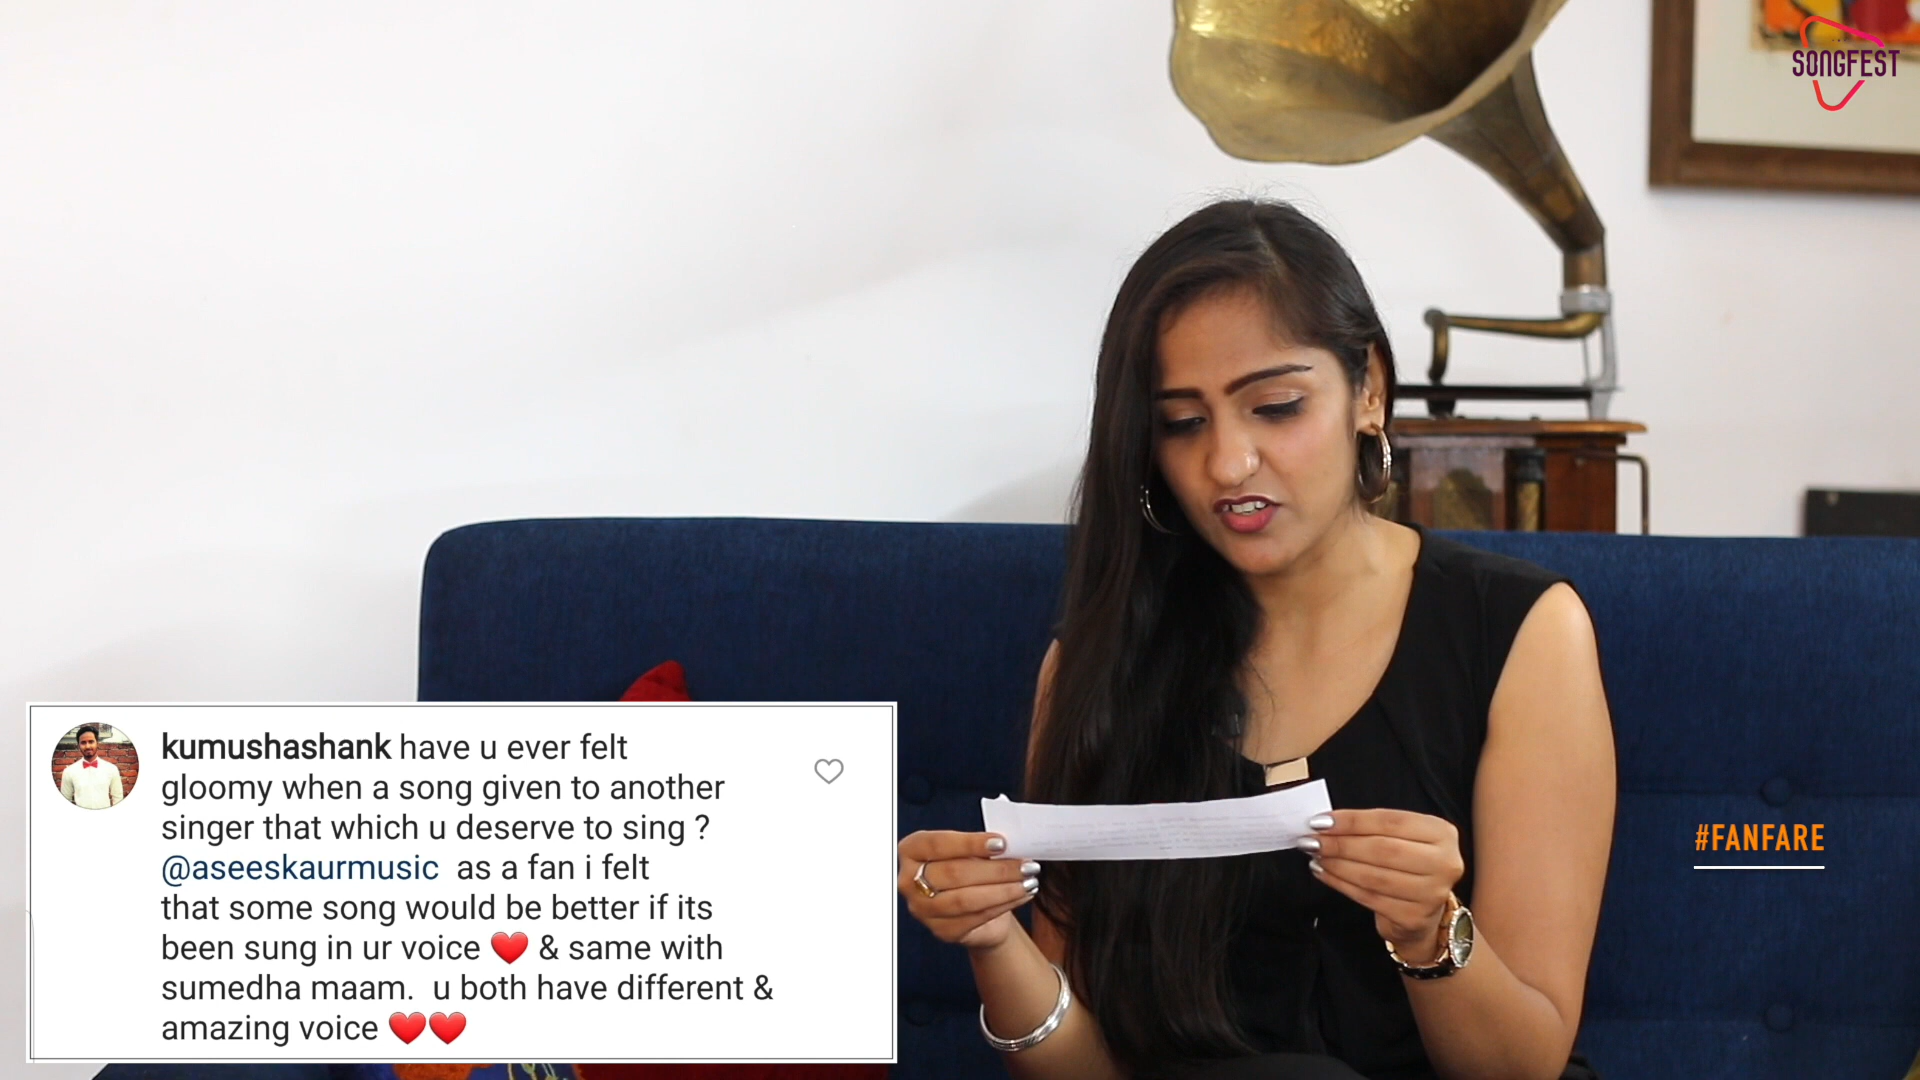 SONGFEST
kumushashank have u ever felt
gloomy when a song given to another
singer that which u deserve to sing ?
@aseeskaurmusic as a fan i felt
that some song would be better if its
been sung in ur voice ❤️ & same with
sumedha maam. u both have different &
amazing voice ❤️❤️
#FANFARE